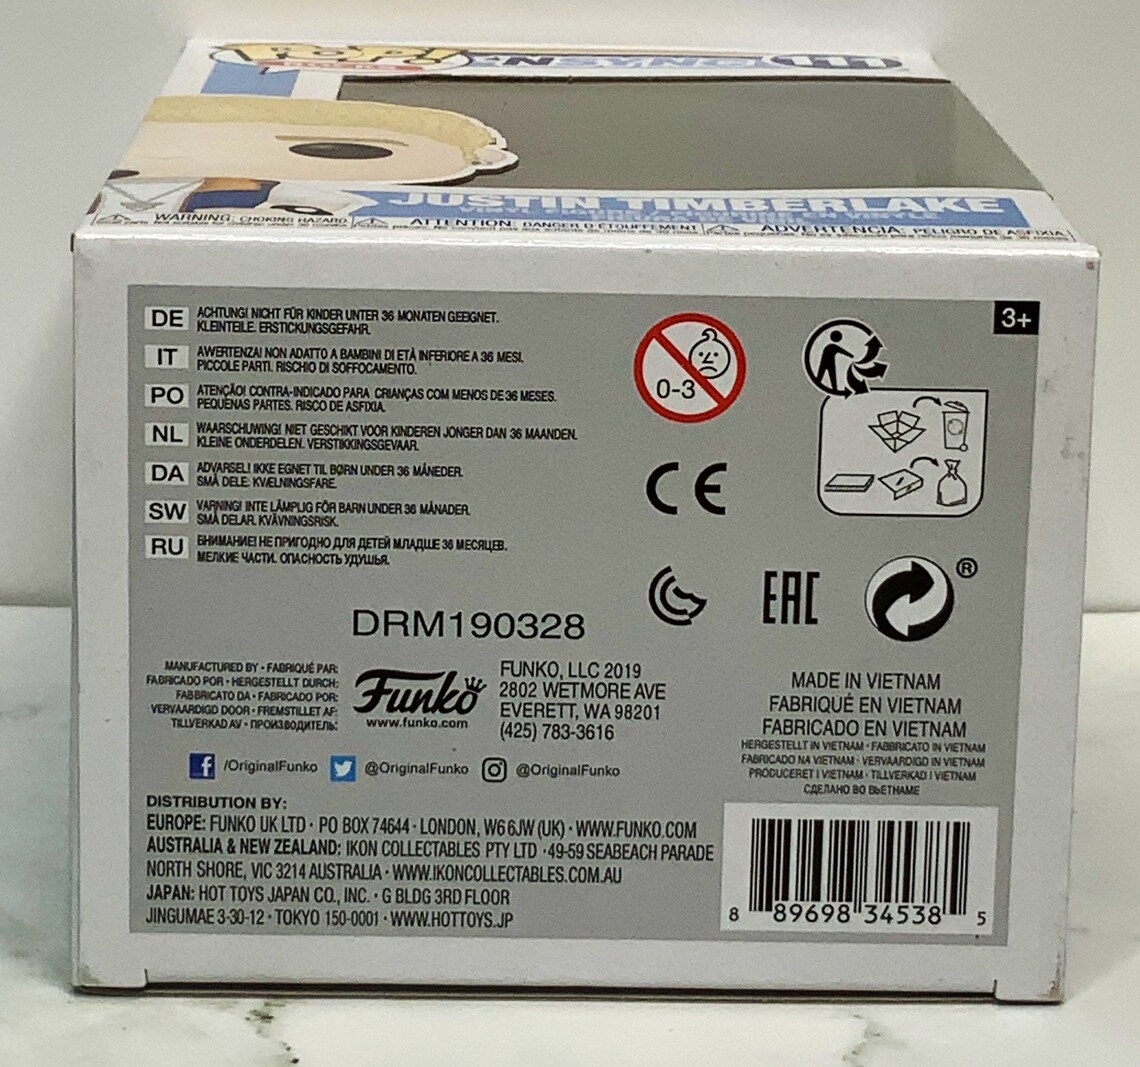 POP!
*NSYNC
111
JUSTIN TIMBERLAKE
WARNING: CHOKING HAZARD
ATTENTION: DANGER D'ÉTOUFFEMENT
ADVERTENCIA: PELIGRO DE ASFIXIA
3+
DE ACHTUNG! NICHT FÜR KINDER UNTER 36 MONATEN GEEIGNET.
KLEINTEILE. ERSTICKUNGSGEFAHR.
IT AWERTENZA! NON ADATTO A BAMBINI DI ETÀ INFERIORE A 36 MESI.
PICCOLE PARTI. RISCHIO DI SOFFOCAMENTO.
PO ATENÇÃO! CONTRA-INDICADO PARA CRIANÇAS COM MENOS DE 36 MESES.
PEQUENAS PARTES. RISCO DE ASFIXIA.
NL WAARSCHUWING! NIET GESCHIKT VOOR KINDEREN JONGER DAN 36 MAANDEN.
KLEINE ONDERDELEN. VERSTIKKINGSGEVAAR.
DA ADVARSEL! IKKE EGNET TIL BØRN UNDER 36 MÅNEDER.
SMÅ DELE. KVÆLNINGSFARE.
SW VARNING! INTE LÄMPLIG FÖR BARN UNDER 36 MÅNADER.
SMÅ DELAR. KVÄVNINGSRISK.
RU ВНИМАНИЕ! НЕ ПРИГОДНО ДЛЯ ДЕТЕЙ МЛАДШЕ 36 МЕСЯЦЕВ.
МЕЛКИЕ ЧАСТИ. ОПАСНОСТЬ УДУШЬЯ.
0-3
CE
EAC
®
DRM190328
MANUFACTURED BY • FABRIQUÉ PAR:
FABRICADO POR • HERGESTELLT DURCH:
FABBRICATO DA • FABRICADO POR:
VERVAARDIGD DOOR • FREMSTILLET AF:
TILLVERKAD AV • ПРОИЗВОДИТЕЛЬ:
Funko
www.funko.com
FUNKO, LLC 2019
2802 WETMORE AVE
EVERETT, WA 98201
(425) 783-3616
MADE IN VIETNAM
FABRIQUÉ EN VIETNAM
FABRICADO EN VIETNAM
HERGESTELLT IN VIETNAM • FABBRICATO IN VIETNAM
FABRICADO NA VIETNAM • VERVAARDIGD IN VIETNAM
PRODUCERET I VIETNAM • TILLVERKAD I VIETNAM
СДЕЛАНО ВО ВЬЕТНАМЕ
/OriginalFunko @OriginalFunko @OriginalFunko
DISTRIBUTION BY:
EUROPE: FUNKO UK LTD • PO BOX 74644 • LONDON, W6 6JW (UK) • WWW.FUNKO.COM
AUSTRALIA & NEW ZEALAND: IKON COLLECTABLES PTY LTD • 49-59 SEABEACH PARADE
NORTH SHORE, VIC 3214 AUSTRALIA • WWW.IKONCOLLECTABLES.COM.AU
JAPAN: HOT TOYS JAPAN CO., INC. • G BLDG 3RD FLOOR
JINGUMAE 3-30-12 • TOKYO 150-0001 • WWW.HOTTOYS.JP
8 89698 34538 5